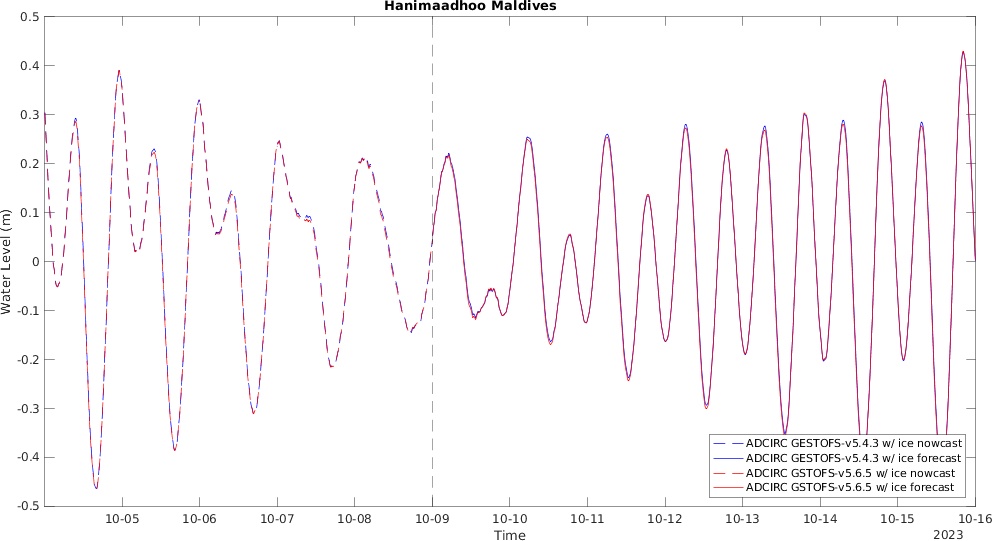 Hanimaadhoo Maldives
0.5
0.4
0.3
0.2
0.1
0
-0.1
-0.2
-0.3
-0.4
-0.5
Water Level (m)
ADCIRC GESTOFS-v5.4.3 w/ ice nowcast
ADCIRC GESTOFS-v5.4.3 w/ ice forecast
ADCIRC GSTOFS-v5.6.5 w/ ice nowcast
ADCIRC GSTOFS-v5.6.5 w/ ice forecast
10-05 10-06 10-07 10-08 10-09 10-10 10-11 10-12 10-13 10-14 10-15 10-16
Time
2023